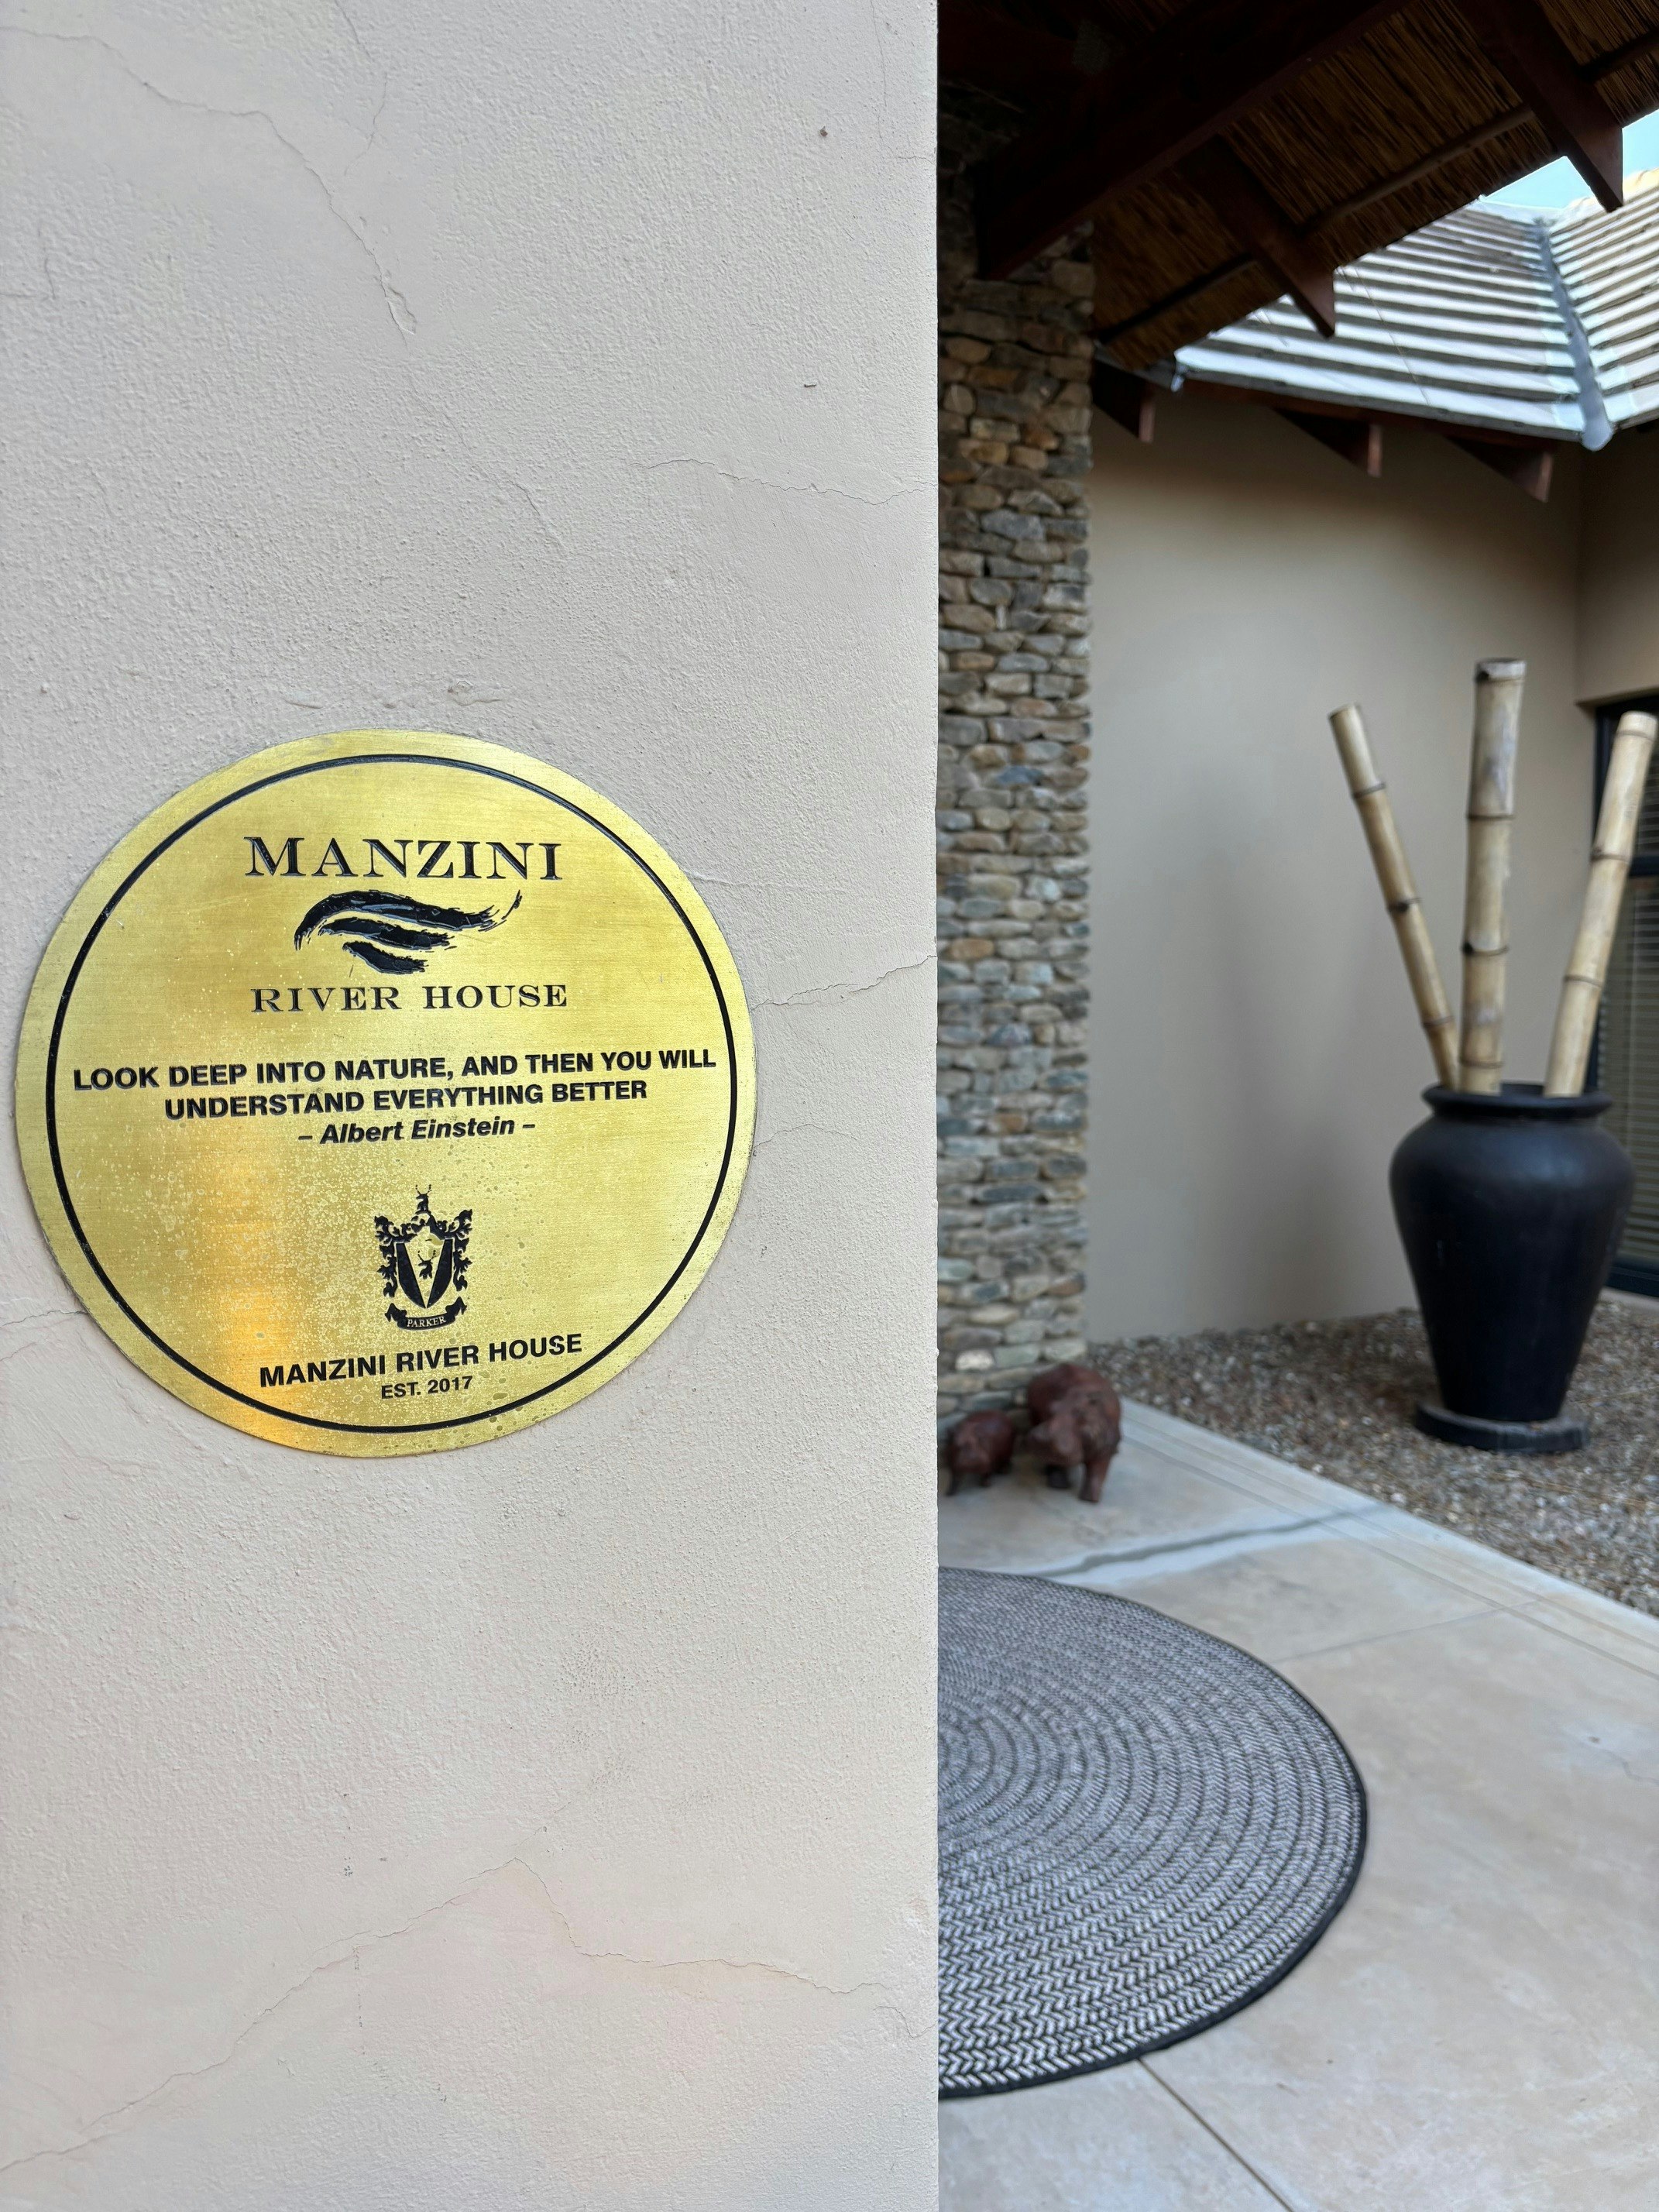 MANZINI
RIVER HOUSE
LOOK DEEP INTO NATURE, AND THEN YOU WILL
UNDERSTAND EVERYTHING BETTER
– Albert Einstein –
PARKER
MANZINI RIVER HOUSE
EST. 2017